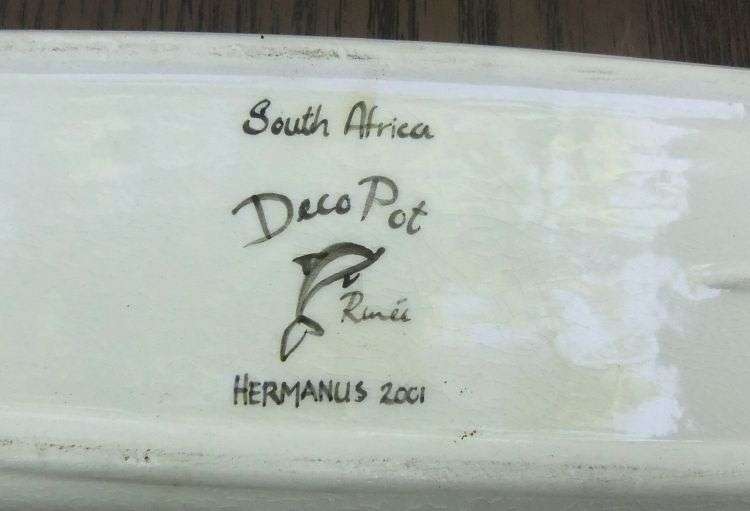 South Africa
Deco Pot
Renée
HERMANUS 2001